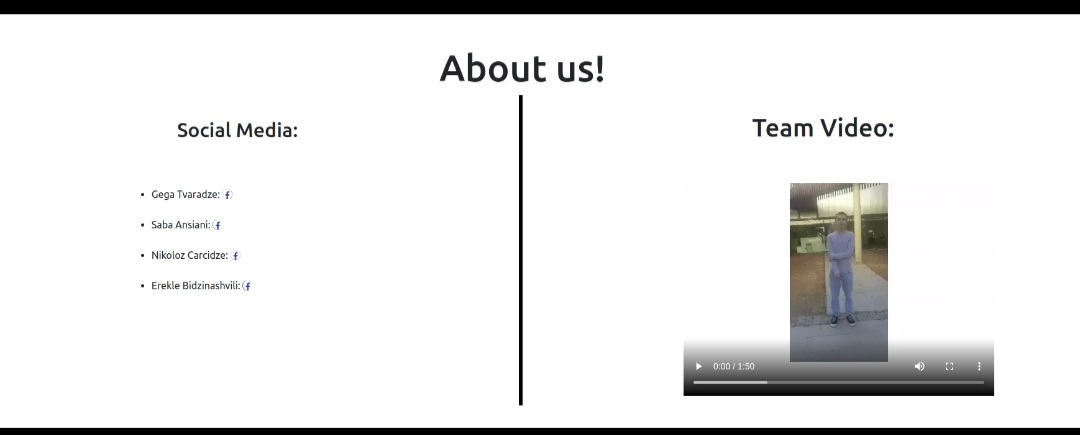 About us!
Social Media:
Gega Tvaradze:
Saba Ansiani:
Nikoloz Carcidze:
Erekle Bidzinashvili:
Team Video:
0:00 / 1:50